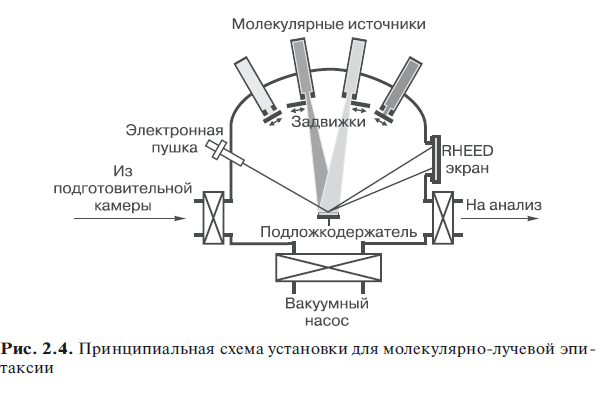 Молекулярные источники
Задвижки
Электронная
пушка
RHEED
экран
Из
подготовительной
камеры
На анализ
Подложкодержатель
Вакуумный
насос
Рис. 2.4. Принципиальная схема установки для молекулярно-лучевой эпи-
таксии